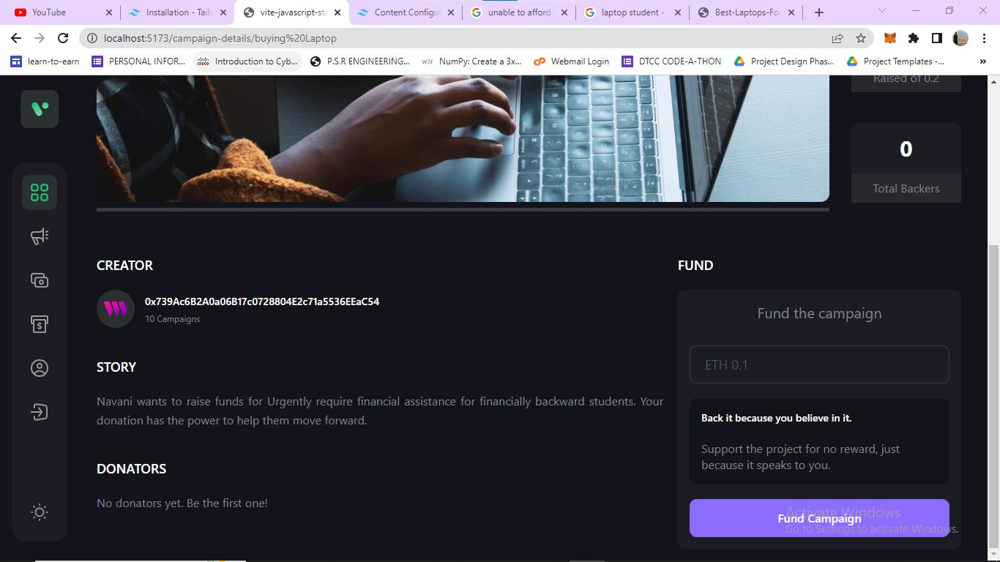 YouTube
Installation - Tailv
vite-javascript-sta
Content Configur
unable to afford
laptop student -
Best-Laptops-For
localhost:5173/campaign-details/buying%20Laptop
learn-to-earn
PERSONAL INFOR...
Introduction to Cyb...
P.S.R ENGINEERING...
NumPy: Create a 3x...
Webmail Login
DTCC CODE-A-THON
Project Design Phas...
Project Templates -...
»
Raised of 0.2
0
Total Backers
CREATOR
0x739Ac6B2A0a06B17c0728804E2c71a5536EEaC54
10 Campaigns
STORY
Navani wants to raise funds for Urgently require financial assistance for financially backward students. Your
donation has the power to help them move forward.
DONATORS
No donators yet. Be the first one!
FUND
Fund the campaign
ETH 0.1
Back it because you believe in it.
Support the project for no reward, just
because it speaks to you.
Fund Campaign
Activate Windows
Go to Settings to activate Windows.